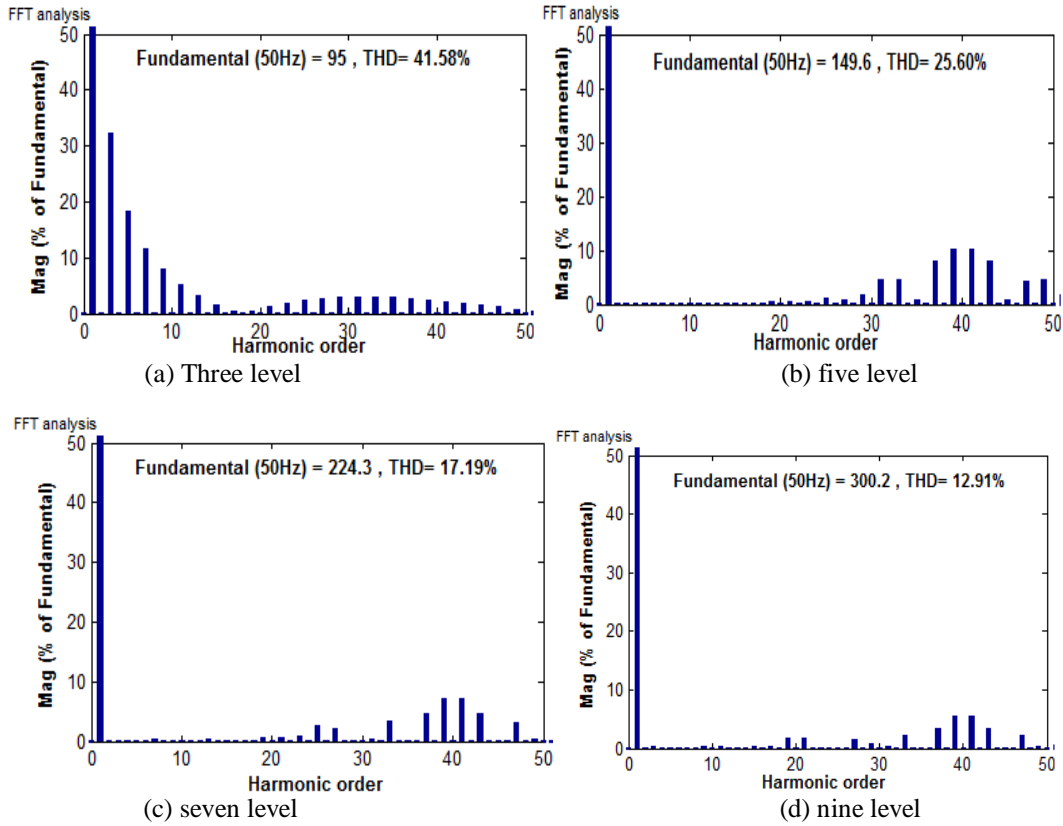 FFT analysis
50
40
30
20
10
0
Mag (% of Fundamental)
Fundamental (50Hz) = 95 , THD= 41.58%
0 10 20 30 40 50
Harmonic order
(a) Three level
FFT analysis
50
40
30
20
10
0
Mag (% of Fundamental)
Fundamental (50Hz) = 149.6 , THD= 25.60%
0 10 20 30 40 50
Harmonic order
(b) five level
FFT analysis
50
40
30
20
10
0
Mag (% of Fundamental)
Fundamental (50Hz) = 224.3 , THD= 17.19%
0 10 20 30 40 50
Harmonic order
(c) seven level
FFT analysis
50
40
30
20
10
0
Mag (% of Fundamental)
Fundamental (50Hz) = 300.2 , THD= 12.91%
0 10 20 30 40 50
Harmonic order
(d) nine level